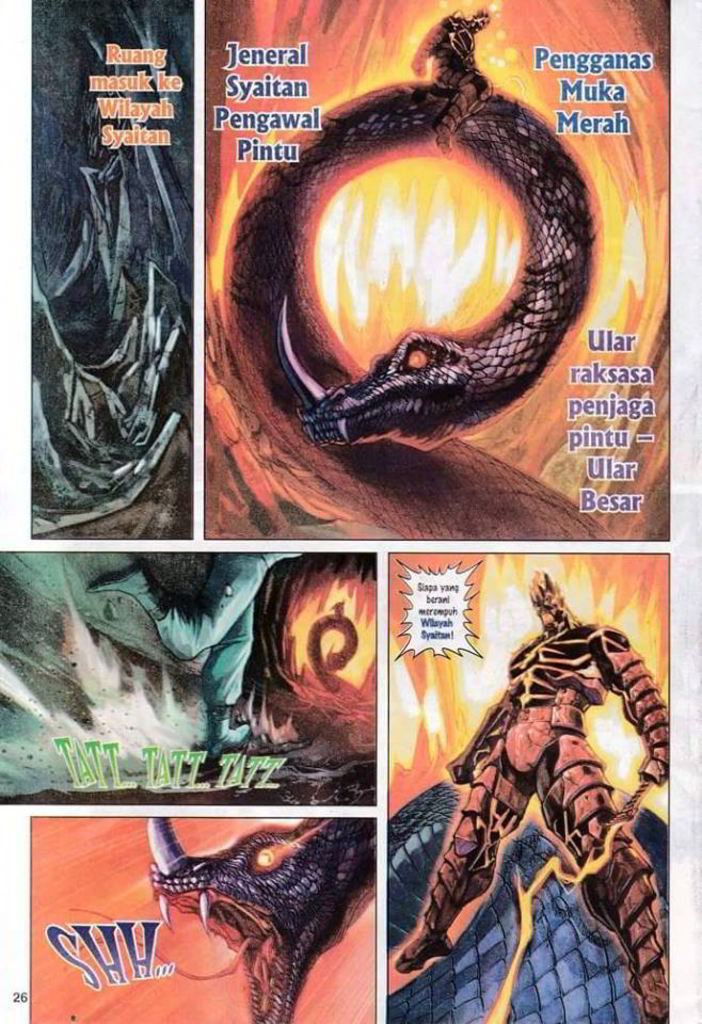 Ruang
masuk ke
Wilayah
Syaitan
Jeneral
Syaitan
Pengawal
Pintu
Pengganas
Muka
Merah
Ular
raksasa
penjaga
pintu –
Ular
Besar
TATT... TATT... TATT...
Siapa yang
berani
merempuh
Wilayah
Syaitan!
SHH...
26